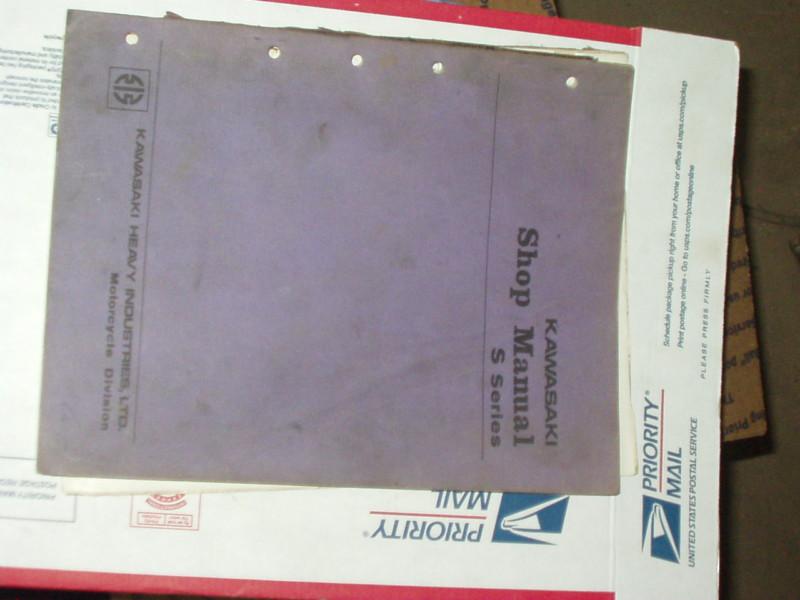 KAWASAKI
Shop Manual
S Series
KAWASAKI HEAVY INDUSTRIES, LTD.
Motorcycle Division
Schedule package pickup right from your home or office at usps.com/pickup
Print postage online - Go to usps.com/postageonline
PLEASE PRESS FIRMLY
PRIORITY
MAIL
UNITED STATES POSTAL SERVICE
PRIORITY®
MAIL